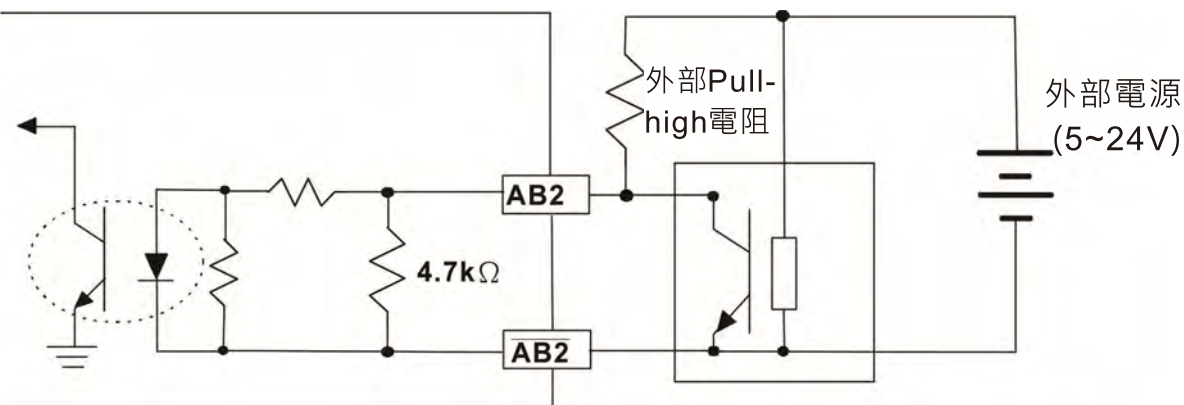 外部Pull-
high電阻
外部電源
(5~24V)
AB2
4.7kΩ
A̅B̅2̅